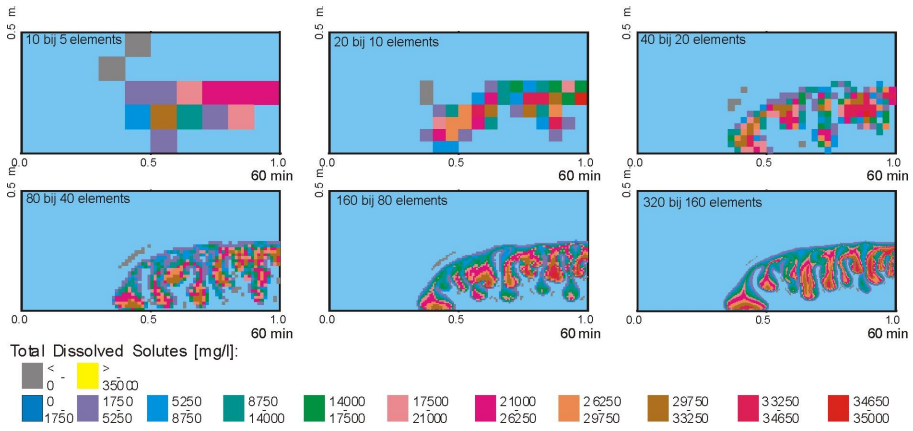 0.5 m.
10 bij 5 elements
0.0 0.5 1.0
60 min
20 bij 10 elements
0.0 0.5 1.0
60 min
0.5 m.
40 bij 20 elements
0.0 0.5 1.0
60 min
0.5 m.
80 bij 40 elements
0.0 0.5 1.0
60 min
160 bij 80 elements
0.0 0.5 1.0
60 min
0.5 m.
320 bij 160 elements
0.0 0.5 1.0
60 min
Total Dissolved Solutes [mg/l]:
< - 0
> - 35000
0 - 1750
1750 - 5250
5250 - 8750
8750 - 14000
14000 - 17500
17500 - 21000
21000 - 26250
26250 - 29750
29750 - 33250
33250 - 34650
34650 - 35000